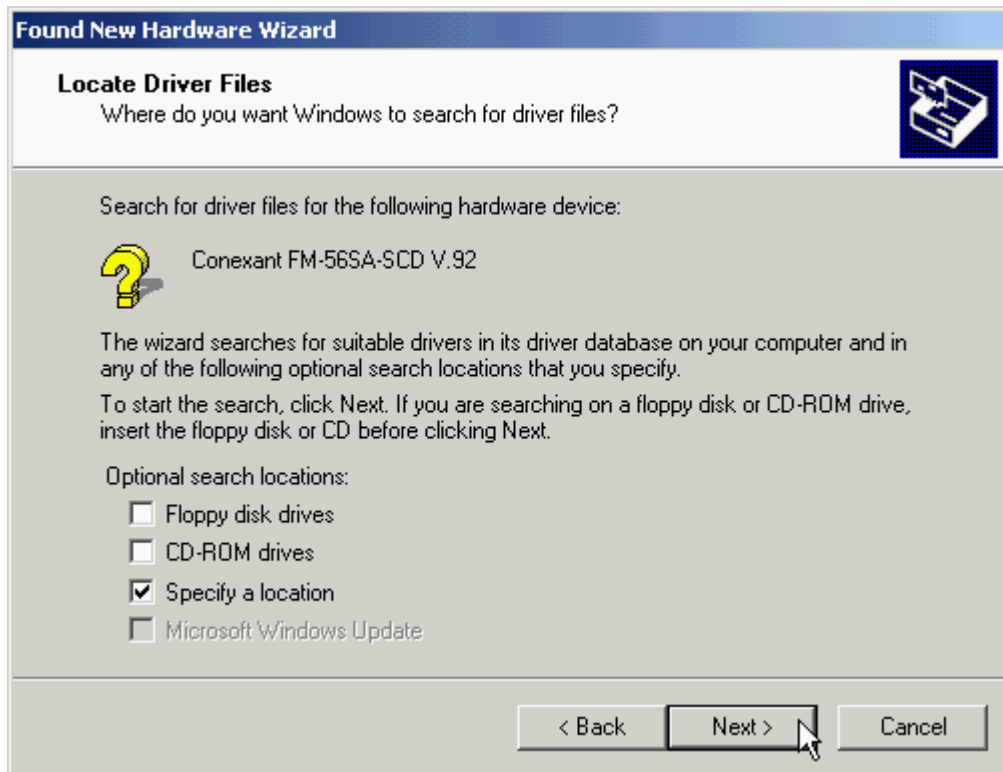 Found New Hardware Wizard
Locate Driver Files
Where do you want Windows to search for driver files?
Search for driver files for the following hardware device:
Conexant FM-56SA-SCD V.92
The wizard searches for suitable drivers in its driver database on your computer and in
any of the following optional search locations that you specify.
To start the search, click Next. If you are searching on a floppy disk or CD-ROM drive,
insert the floppy disk or CD before clicking Next.
Optional search locations:
Floppy disk drives
CD-ROM drives
Specify a location
Microsoft Windows Update
< Back
Next >
Cancel